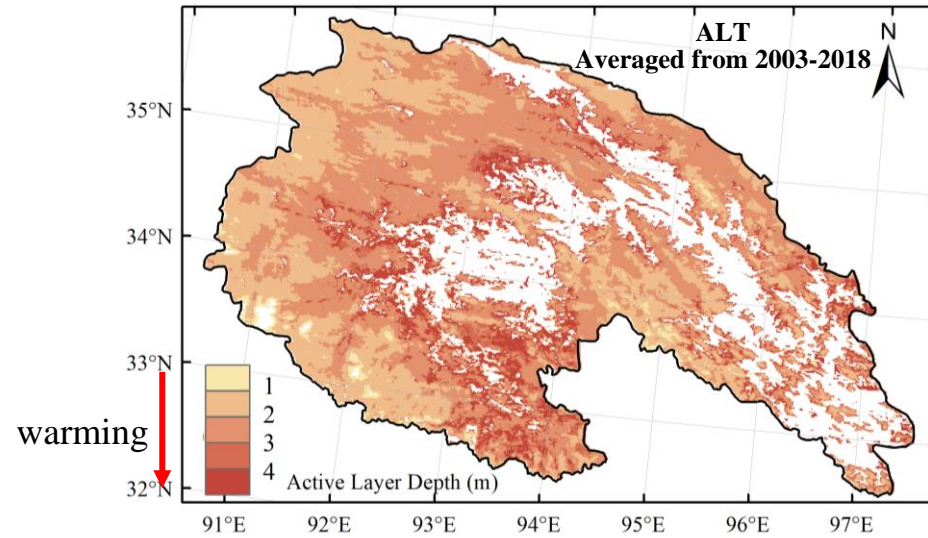 ALT
Averaged from 2003-2018
N
35°N
34°N
33°N
32°N
warming
1
2
3
4
Active Layer Depth (m)
91°E 92°E 93°E 94°E 95°E 96°E 97°E